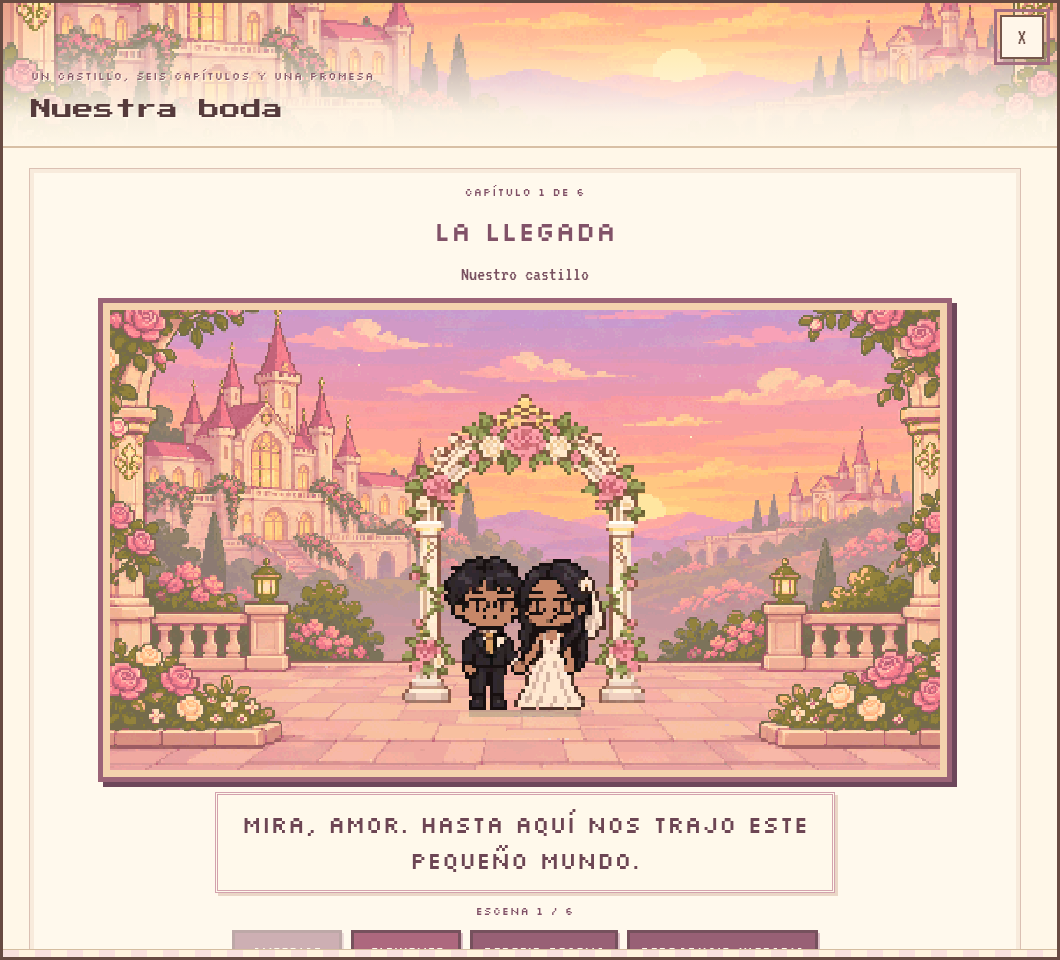 X
UN CASTILLO, SEIS CAPÍTULOS Y UNA PROMESA
Nuestra boda
CAPÍTULO 1 DE 6
LA LLEGADA
Nuestro castillo
MIRA, AMOR. HASTA AQUÍ NOS TRAJO ESTE
PEQUEÑO MUNDO.
ESCENA 1 / 6